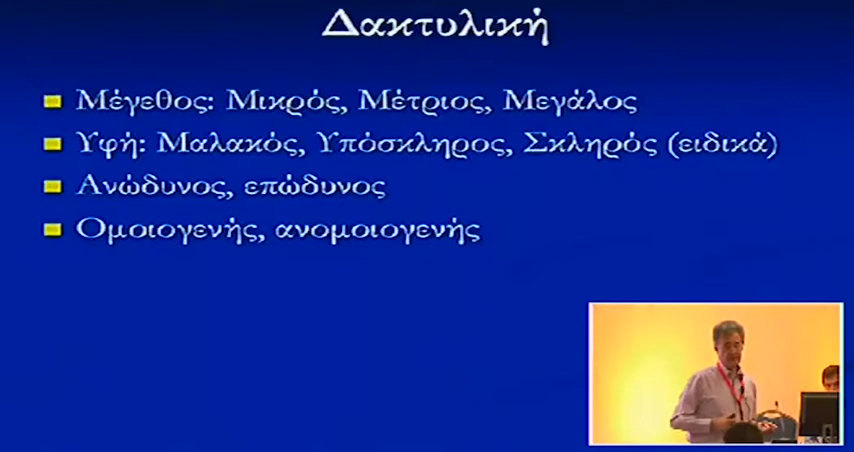 Δακτυλική
Μέγεθος: Μικρός, Μέτριος, Μεγάλος
Υφή: Μαλακός, Υπόσκληρος, Σκληρός (ειδικά)
Ανώδυνος, επώδυνος
Ομοιογενής, ανομοιογενής